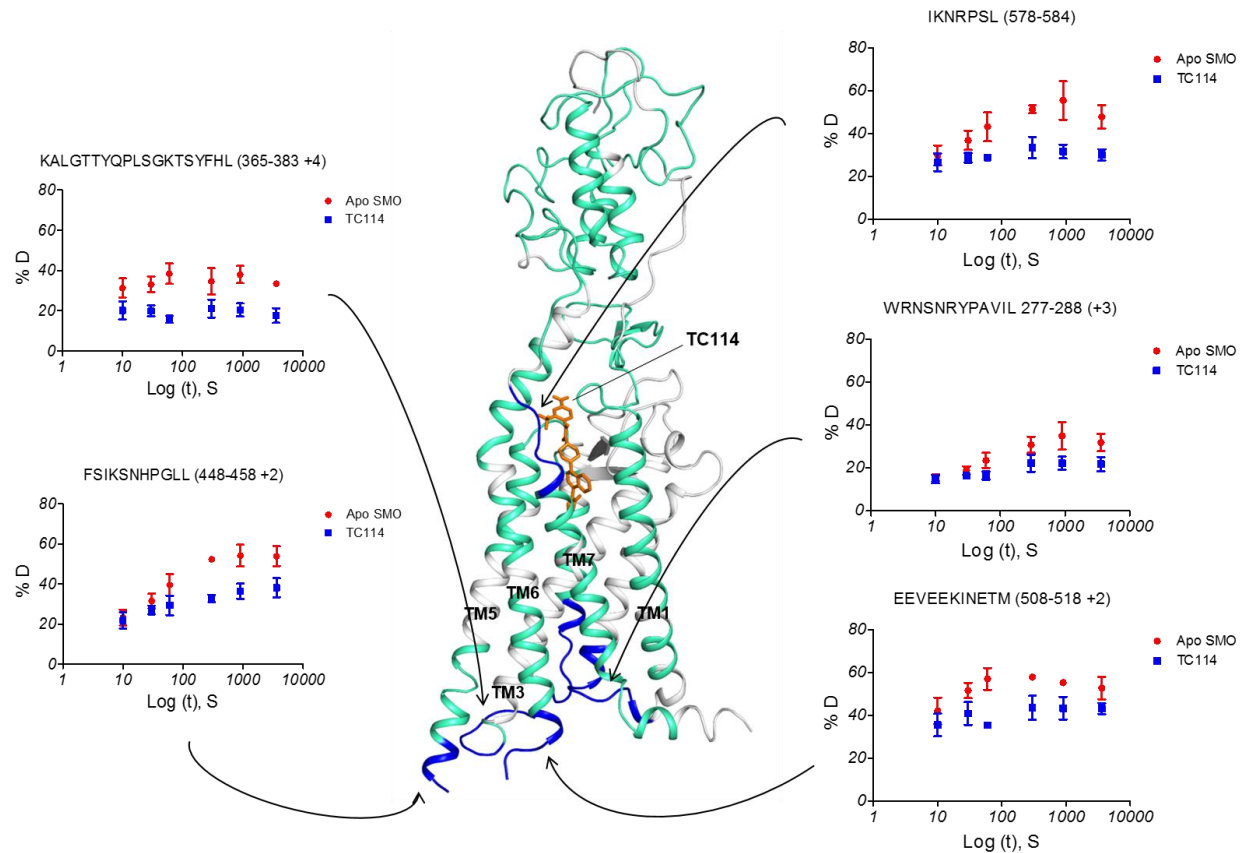 KALGTTYQPLSGKTSYFHL (365-383 +4)
80
60
40
20
0
% D
1
10
100
1000
10000
Log (t), S
Apo SMO
TC114
FSIKSNHPGLL (448-458 +2)
80
60
40
20
0
% D
1
10
100
1000
10000
Log (t), S
Apo SMO
TC114
TC114
TM7
TM6
TM5
TM1
TM3
IKNRPSL (578-584)
80
60
40
20
0
% D
1
10
100
1000
10000
Log (t), S
Apo SMO
TC114
WRNSNRYPAVIL 277-288 (+3)
80
60
40
20
0
% D
1
10
100
1000
10000
Log (t), S
Apo SMO
TC114
EEVEEKINETM (508-518 +2)
80
60
40
20
0
% D
1
10
100
1000
10000
Log (t), S
Apo SMO
TC114